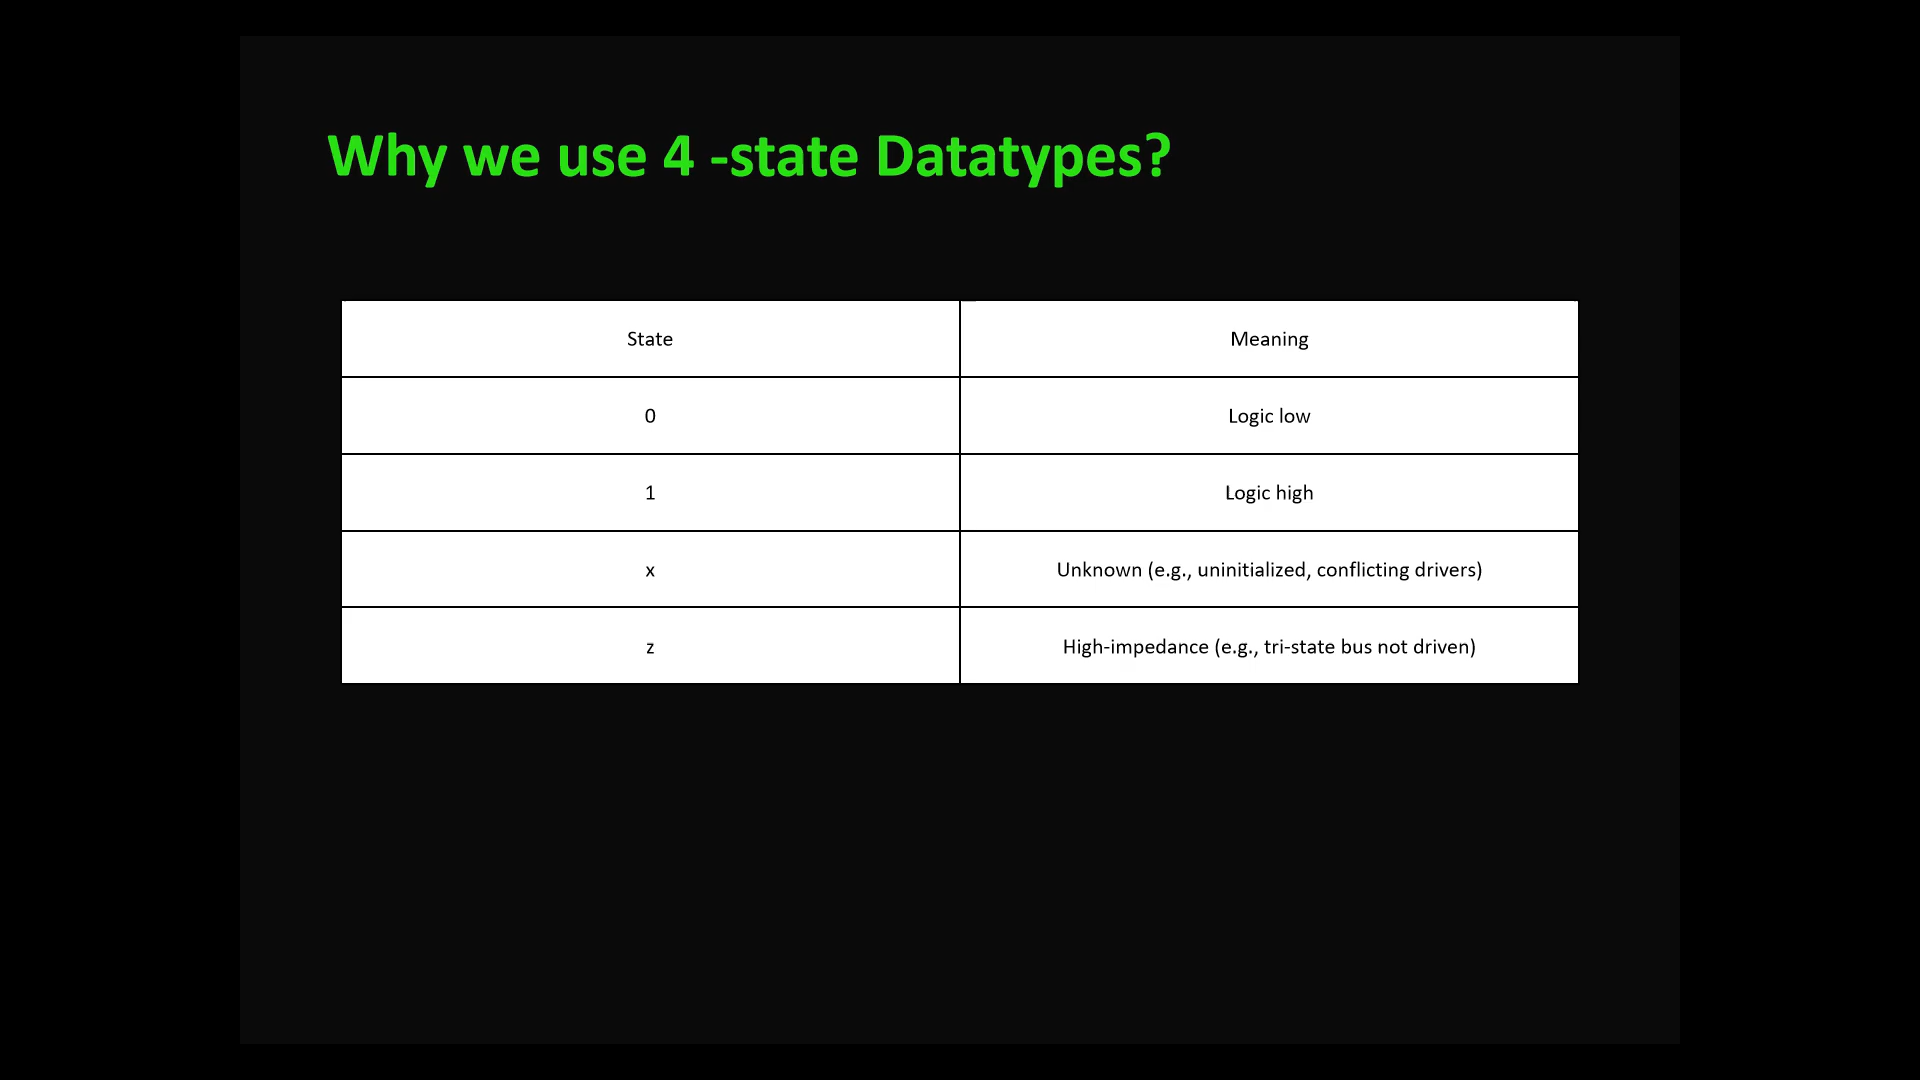 Why we use 4 -state Datatypes?
State Meaning
0 Logic low
1 Logic high
x Unknown (e.g., uninitialized, conflicting drivers)
z High-impedance (e.g., tri-state bus not driven)